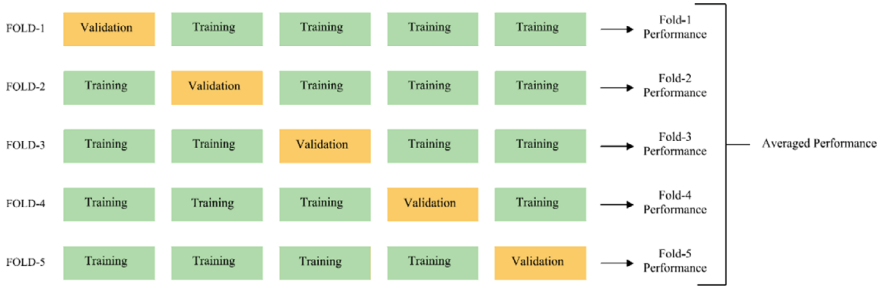 FOLD-1 Validation Training Training Training Training Fold-1 Performance
FOLD-2 Training Validation Training Training Training Fold-2 Performance
FOLD-3 Training Training Validation Training Training Fold-3 Performance
Averaged Performance
FOLD-4 Training Training Training Validation Training Fold-4 Performance
FOLD-5 Training Training Training Training Validation Fold-5 Performance